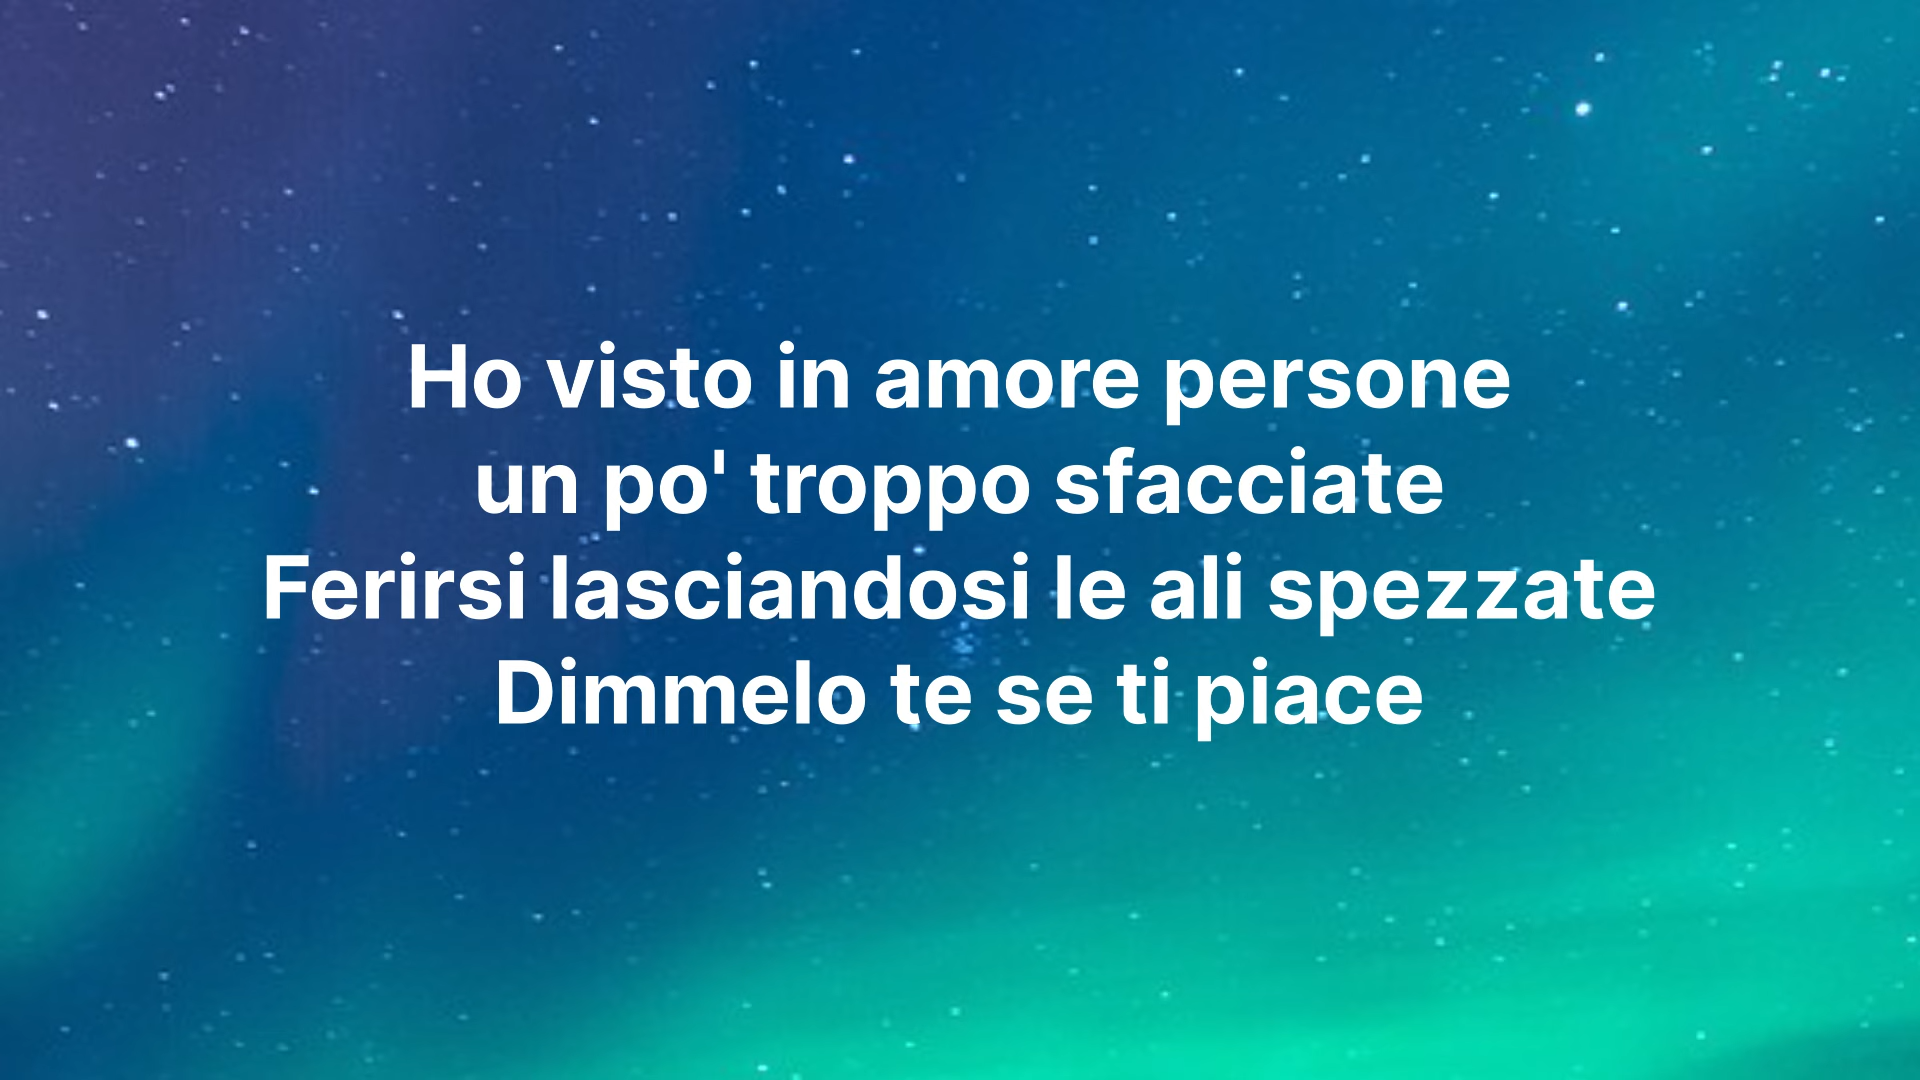 Ho visto in amore persone
un po' troppo sfacciate
Ferirsi lasciandosi le ali spezzate
Dimmelo te se ti piace